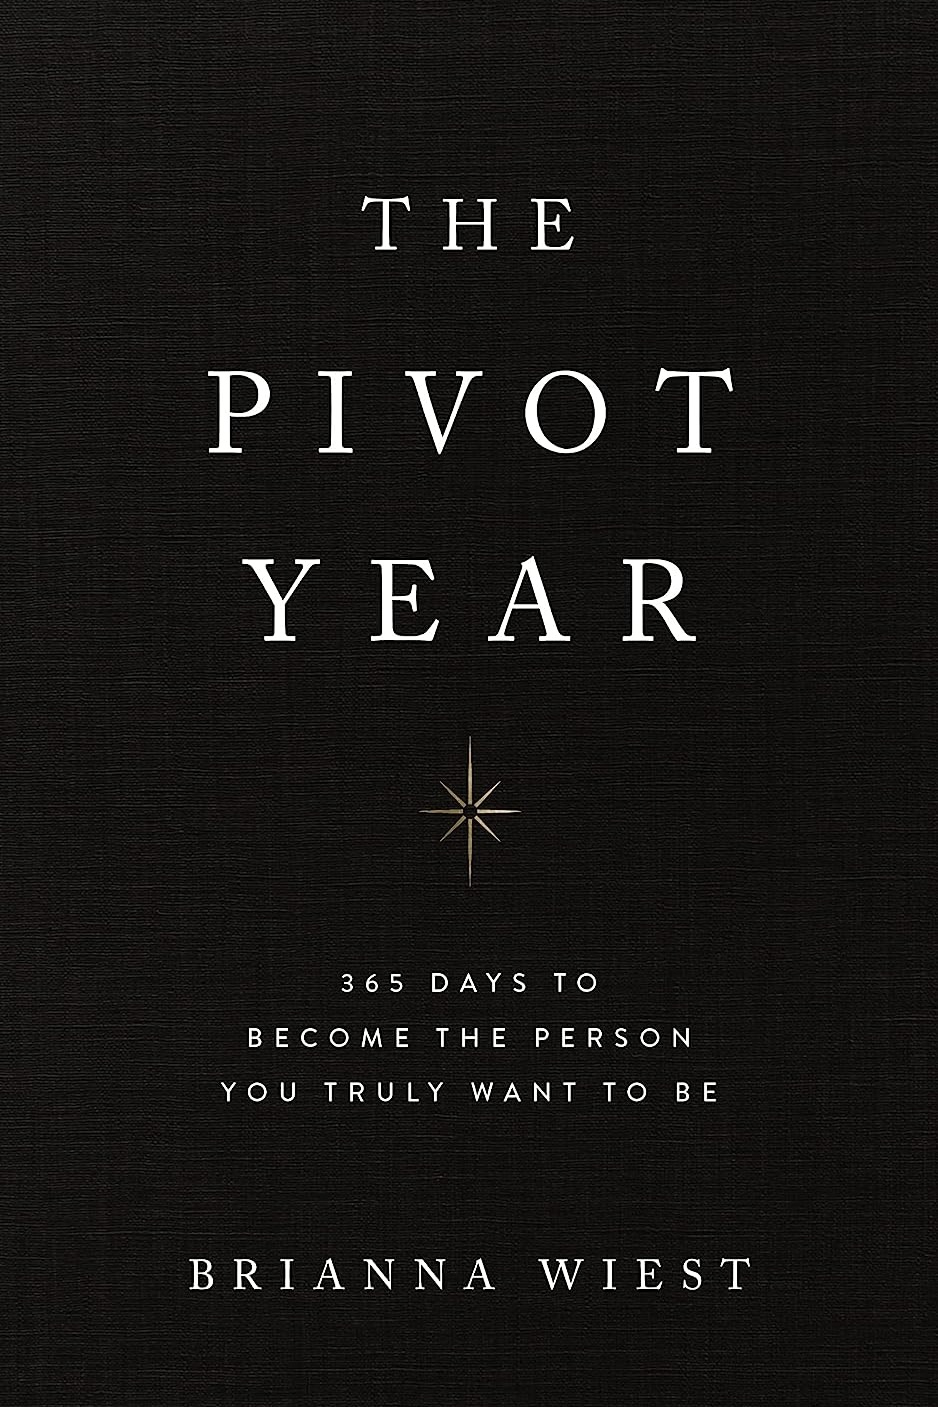 THE
PIVOT
YEAR
365 DAYS TO
BECOME THE PERSON
YOU TRULY WANT TO BE
BRIANNA WIEST